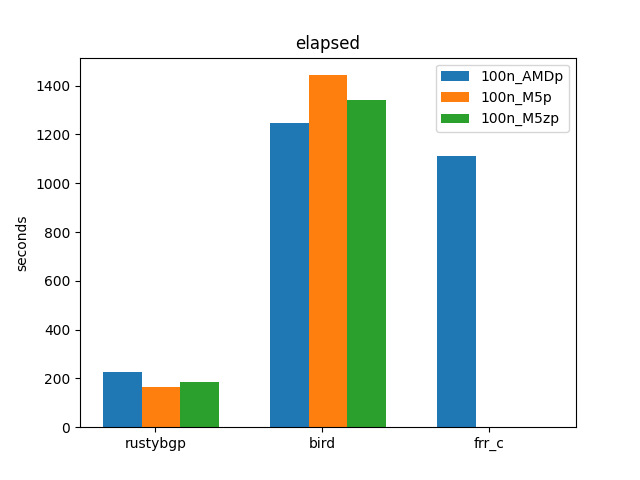 elapsed
100n_AMDp
100n_M5p
100n_M5zp
seconds
1400
1200
1000
800
600
400
200
0
rustybgp bird frr_c